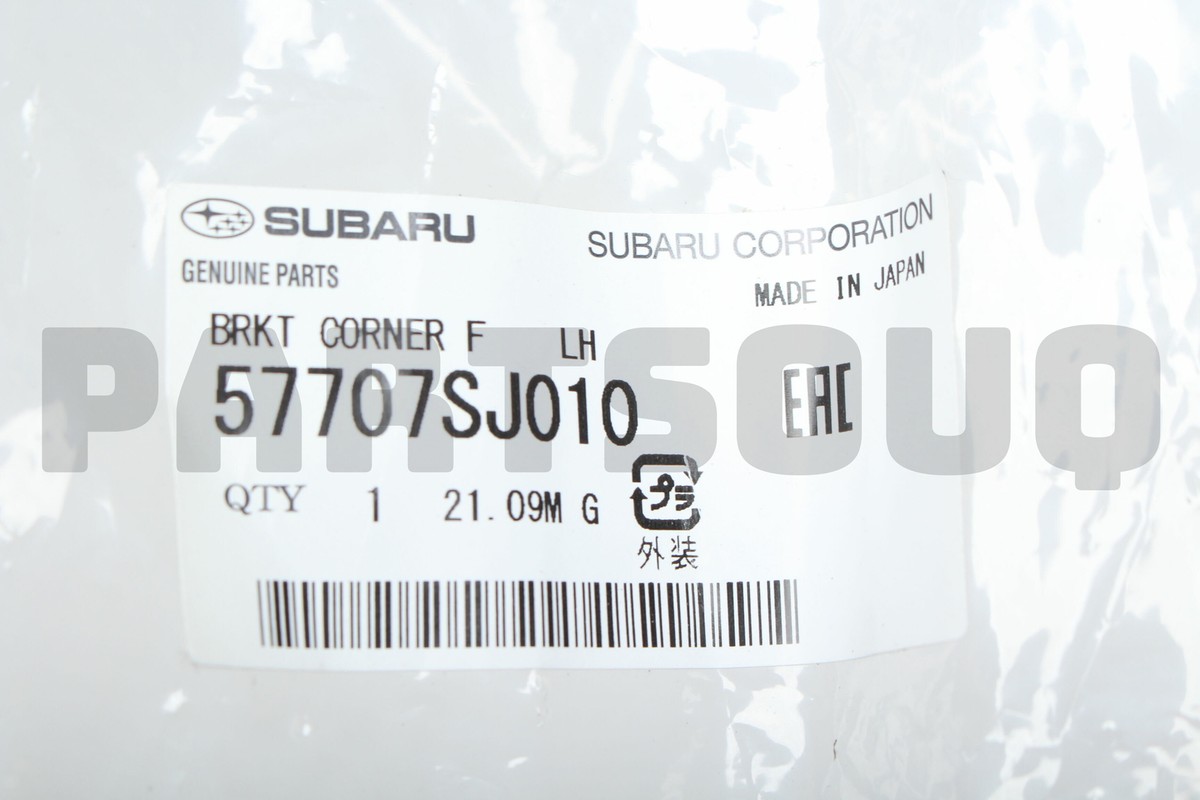 SUBARU
SUBARU CORPORATION
GENUINE PARTS
MADE IN JAPAN
BRKT CORNER F LH
57707SJ010
EAC
QTY 1 21.09M G
プラ
外装
PARTSOUQ